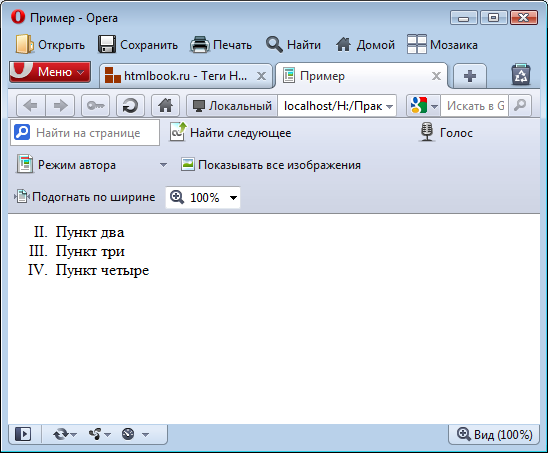 Пример - Opera
Открыть Сохранить Печать Найти Домой Мозаика
Меню htmlbook.ru - Теги H... Пример
Локальный localhost/H:/Прак Искать в G
Найти на странице Найти следующее Голос
Режим автора Показывать все изображения
Подогнать по ширине 100%
II. Пункт два
III. Пункт три
IV. Пункт четыре
Вид (100%)